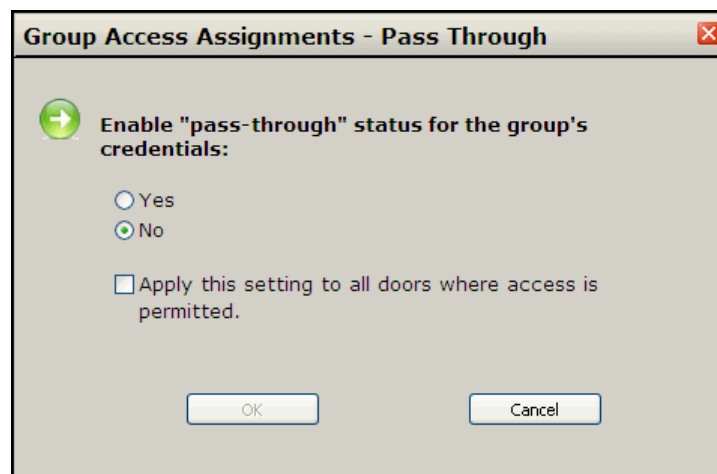 Group Access Assignments - Pass Through
Enable "pass-through" status for the group's
credentials:
Yes
No
Apply this setting to all doors where access is
permitted.
OK
Cancel